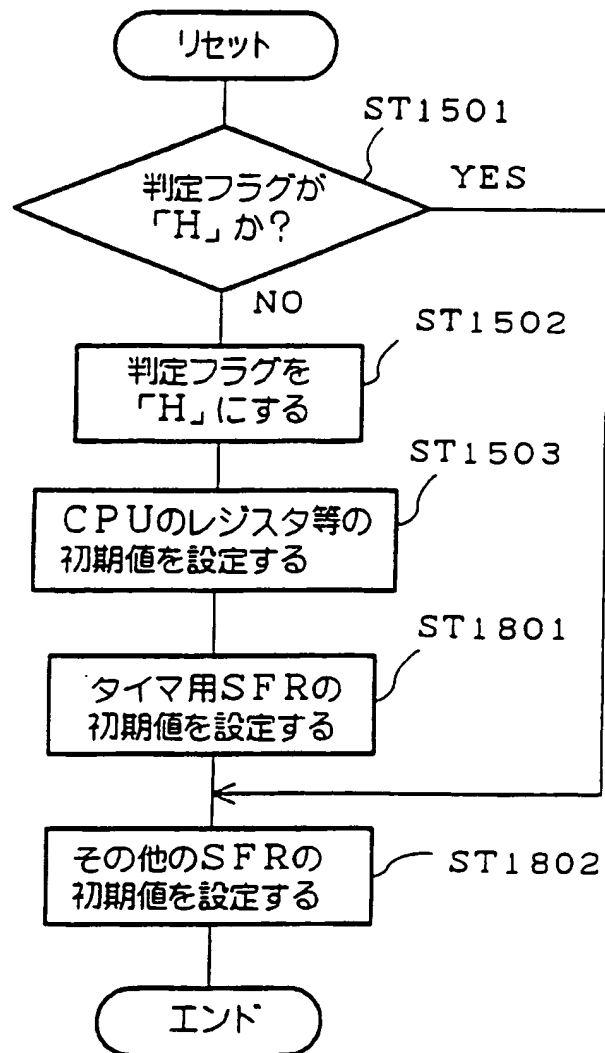 リセット
ST1501
判定フラグが
「H」か?
YES
NO
ST1502
判定フラグを
「H」にする
ST1503
CPUのレジスタ等の
初期値を設定する
ST1801
タイマ用SFRの
初期値を設定する
その他のSFRの
初期値を設定する
ST1802
エンド